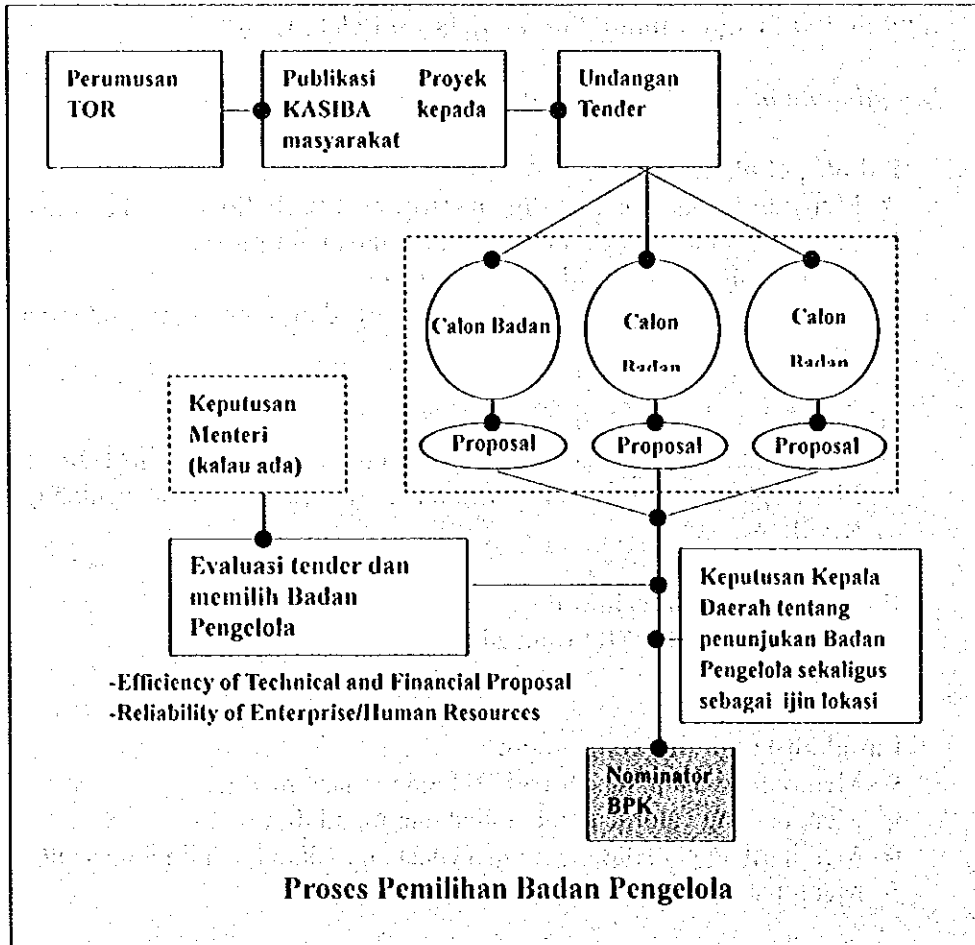 Perumusan
TOR
Publikasi Proyek
KASIBA kepada
masyarakat
Undangan
Tender
Calon Badan
Calon
Badan
Calon
Badan
Proposal
Proposal
Proposal
Keputusan
Menteri
(kalau ada)
Evaluasi tender dan
memilih Badan
Pengelola
-Efficiency of Technical and Financial Proposal
-Reliability of Enterprise/Human Resources
Keputusan Kepala
Daerah tentang
penunjukan Badan
Pengelola sekaligus
sebagai ijin lokasi
Nominator
BPK
Proses Pemilihan Badan Pengelola